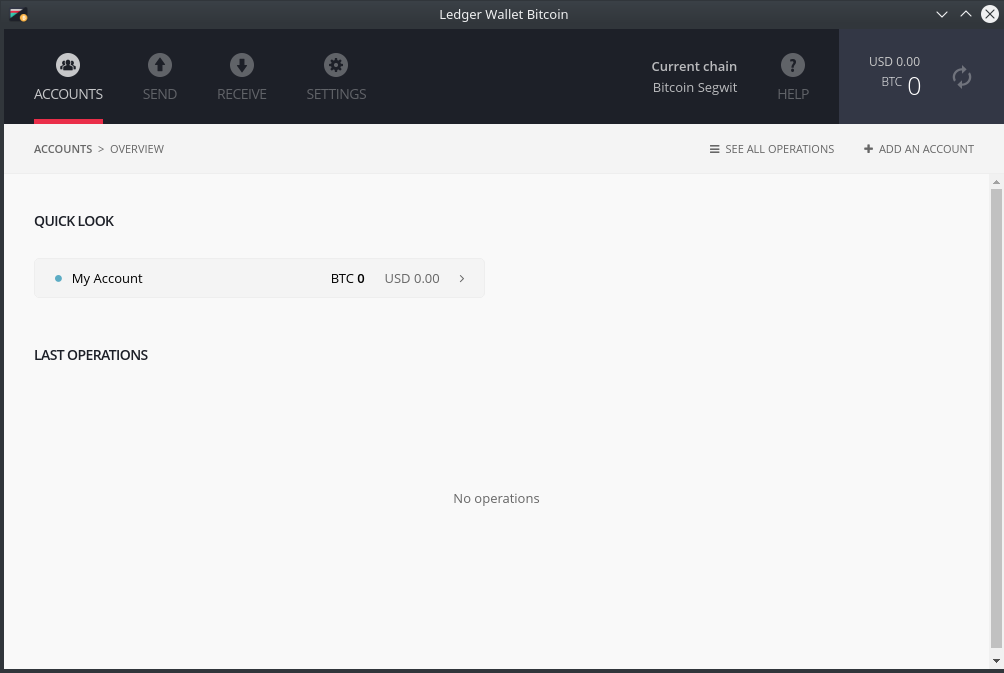 Ledger Wallet Bitcoin
ACCOUNTS
SEND
RECEIVE
SETTINGS
Current chain
Bitcoin Segwit
?
HELP
USD 0.00
BTC 0
ACCOUNTS > OVERVIEW
SEE ALL OPERATIONS
+ ADD AN ACCOUNT
QUICK LOOK
My Account BTC 0 USD 0.00 >
LAST OPERATIONS
No operations